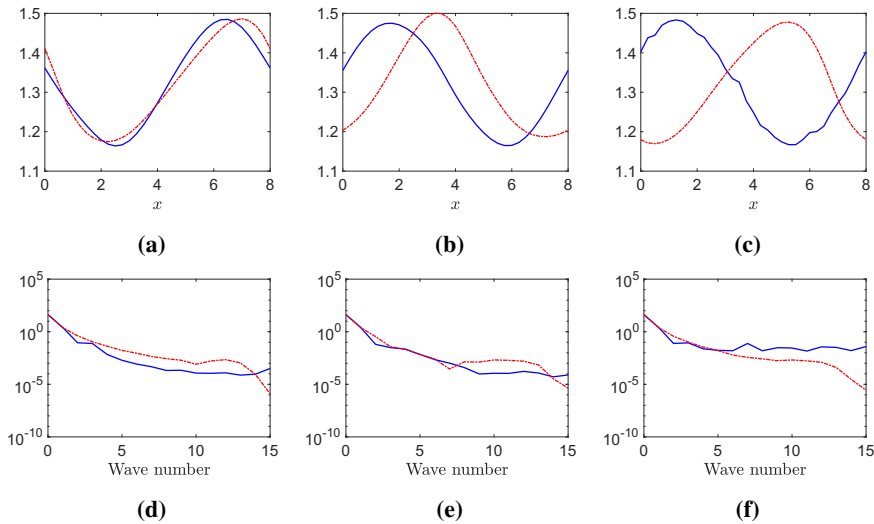 1.5 1.5 1.5
1.4 1.4 1.4
1.3 1.3 1.3
1.2 1.2 1.2
1.1 1.1 1.1
0 2 4 6 8 0 2 4 6 8 0 2 4 6 8
x x x
(a) (b) (c)
10^5 10^5 10^5
10^0 10^0 10^0
10^-5 10^-5 10^-5
10^-10 10^-10 10^-10
0 5 10 15 0 5 10 15 0 5 10 15
Wave number Wave number Wave number
(d) (e) (f)